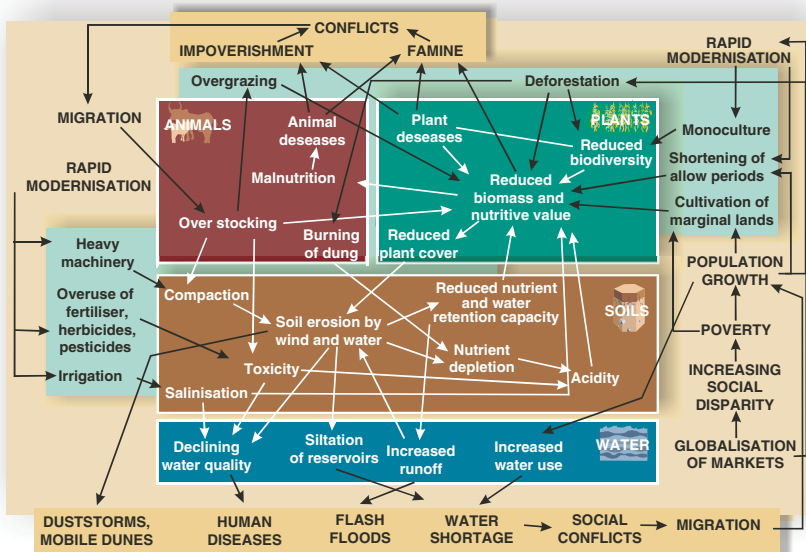 CONFLICTS
IMPOVERISHMENT
FAMINE
RAPID
MODERNISATION
Overgrazing
Deforestation
MIGRATION
ANIMALS
Animal
deseases
Malnutrition
Over stocking
Burning
of dung
PLANTS
Plant
deseases
Reduced
biodiversity
Reduced
biomass and
nutritive value
Reduced
plant cover
Monoculture
Shortening of
allow periods
Cultivation of
marginal lands
RAPID
MODERNISATION
Heavy
machinery
Overuse of
fertiliser,
herbicides,
pesticides
Irrigation
SOILS
Compaction
Soil erosion by
wind and water
Reduced nutrient
and water
retention capacity
Nutrient
depletion
Toxicity
Acidity
Salinisation
POPULATION
GROWTH
POVERTY
INCREASING
SOCIAL
DISPARITY
GLOBALISATION
OF MARKETS
WATER
Declining
water quality
Siltation
of reservoirs
Increased
runoff
Increased
water use
DUSTSTORMS,
MOBILE DUNES
HUMAN
DISEASES
FLASH
FLOODS
WATER
SHORTAGE
SOCIAL
CONFLICTS
MIGRATION